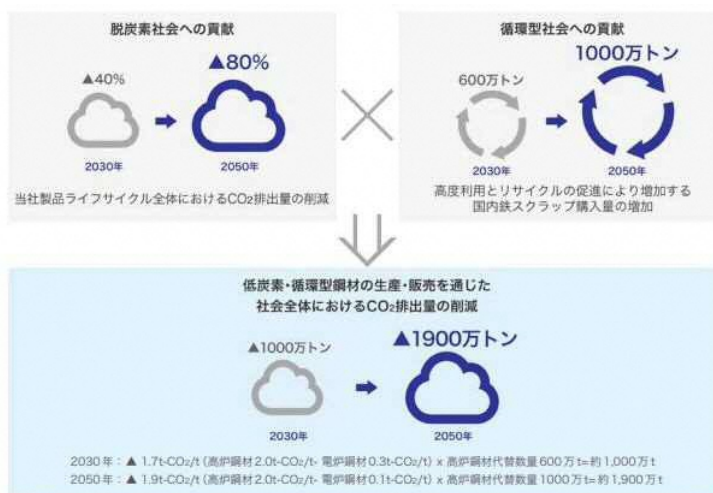 脱炭素社会への貢献
▲40%
▲80%
2030年
2050年
当社製品ライフサイクル全体におけるCO₂排出量の削減
循環型社会への貢献
600万トン
1000万トン
2030年
2050年
高度利用とリサイクルの促進により増加する
国内鉄スクラップ購入量の増加
低炭素・循環型鋼材の生産・販売を通じた
社会全体におけるCO₂排出量の削減
▲1000万トン
▲1900万トン
2030年
2050年
2030年：▲ 1.7t-CO₂/t (高炉鋼材2.0t-CO₂/t- 電炉鋼材0.3t-CO₂/t) x 高炉鋼材代替数量 600万t=約1,000万t
2050年：▲ 1.9t-CO₂/t (高炉鋼材2.0t-CO₂/t- 電炉鋼材0.1t-CO₂/t) x 高炉鋼材代替数量 1000万t=約1,900万t